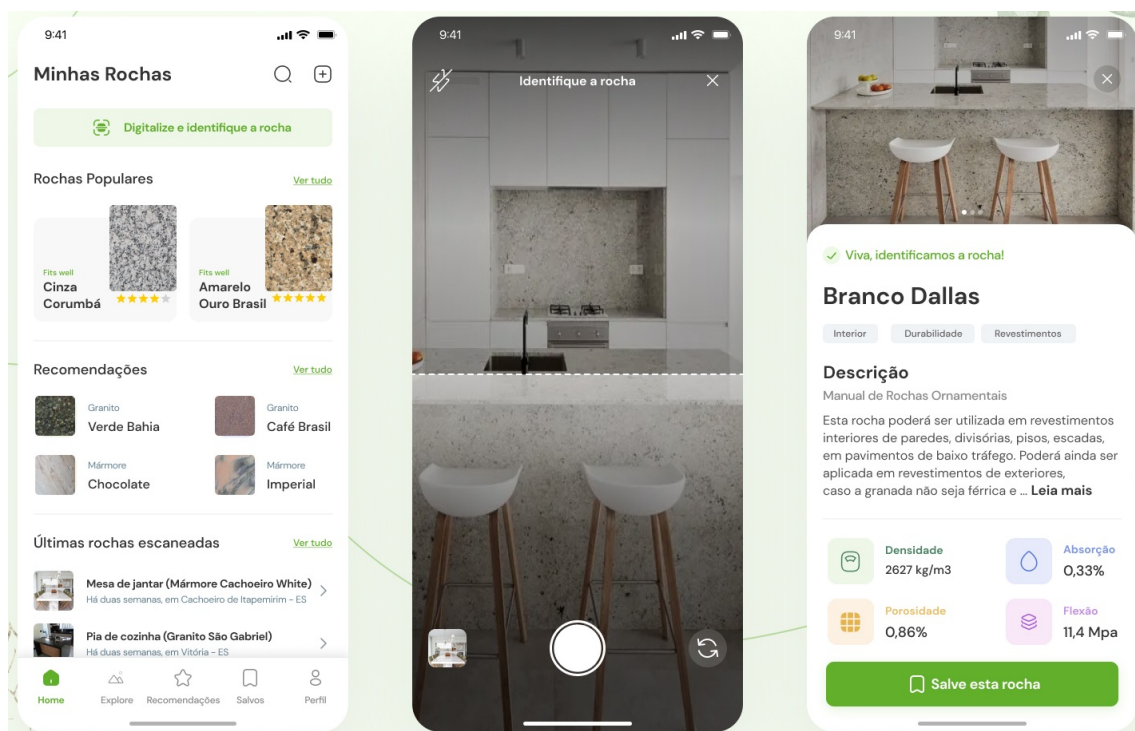 9:41
Minhas Rochas
Digitalize e identifique a rocha
Rochas Populares
Ver tudo
Fits well
Cinza
Corumbá
Fits well
Amarelo
Ouro Brasil
Recomendações
Ver tudo
Granito
Verde Bahia
Granito
Café Brasil
Mármore
Chocolate
Mármore
Imperial
Últimas rochas escaneadas
Ver tudo
Mesa de jantar (Mármore Cachoeiro White)
Há duas semanas, em Cachoeiro de Itapemirim - ES
Pia de cozinha (Granito São Gabriel)
Há duas semanas, em Vitória - ES
Home
Explore
Recomendações
Salvos
Perfil
9:41
Identifique a rocha
9:41
Viva, identificamos a rocha!
Branco Dallas
Interior
Durabilidade
Revestimentos
Descrição
Manual de Rochas Ornamentais
Esta rocha poderá ser utilizada em revestimentos
interiores de paredes, divisórias, pisos, escadas,
em pavimentos de baixo tráfego. Poderá ainda ser
aplicada em revestimentos de exteriores,
caso a granada não seja férrica e ... Leia mais
Densidade
2627 kg/m3
Absorção
0,33%
Porosidade
0,86%
Flexão
11,4 Mpa
Salve esta rocha